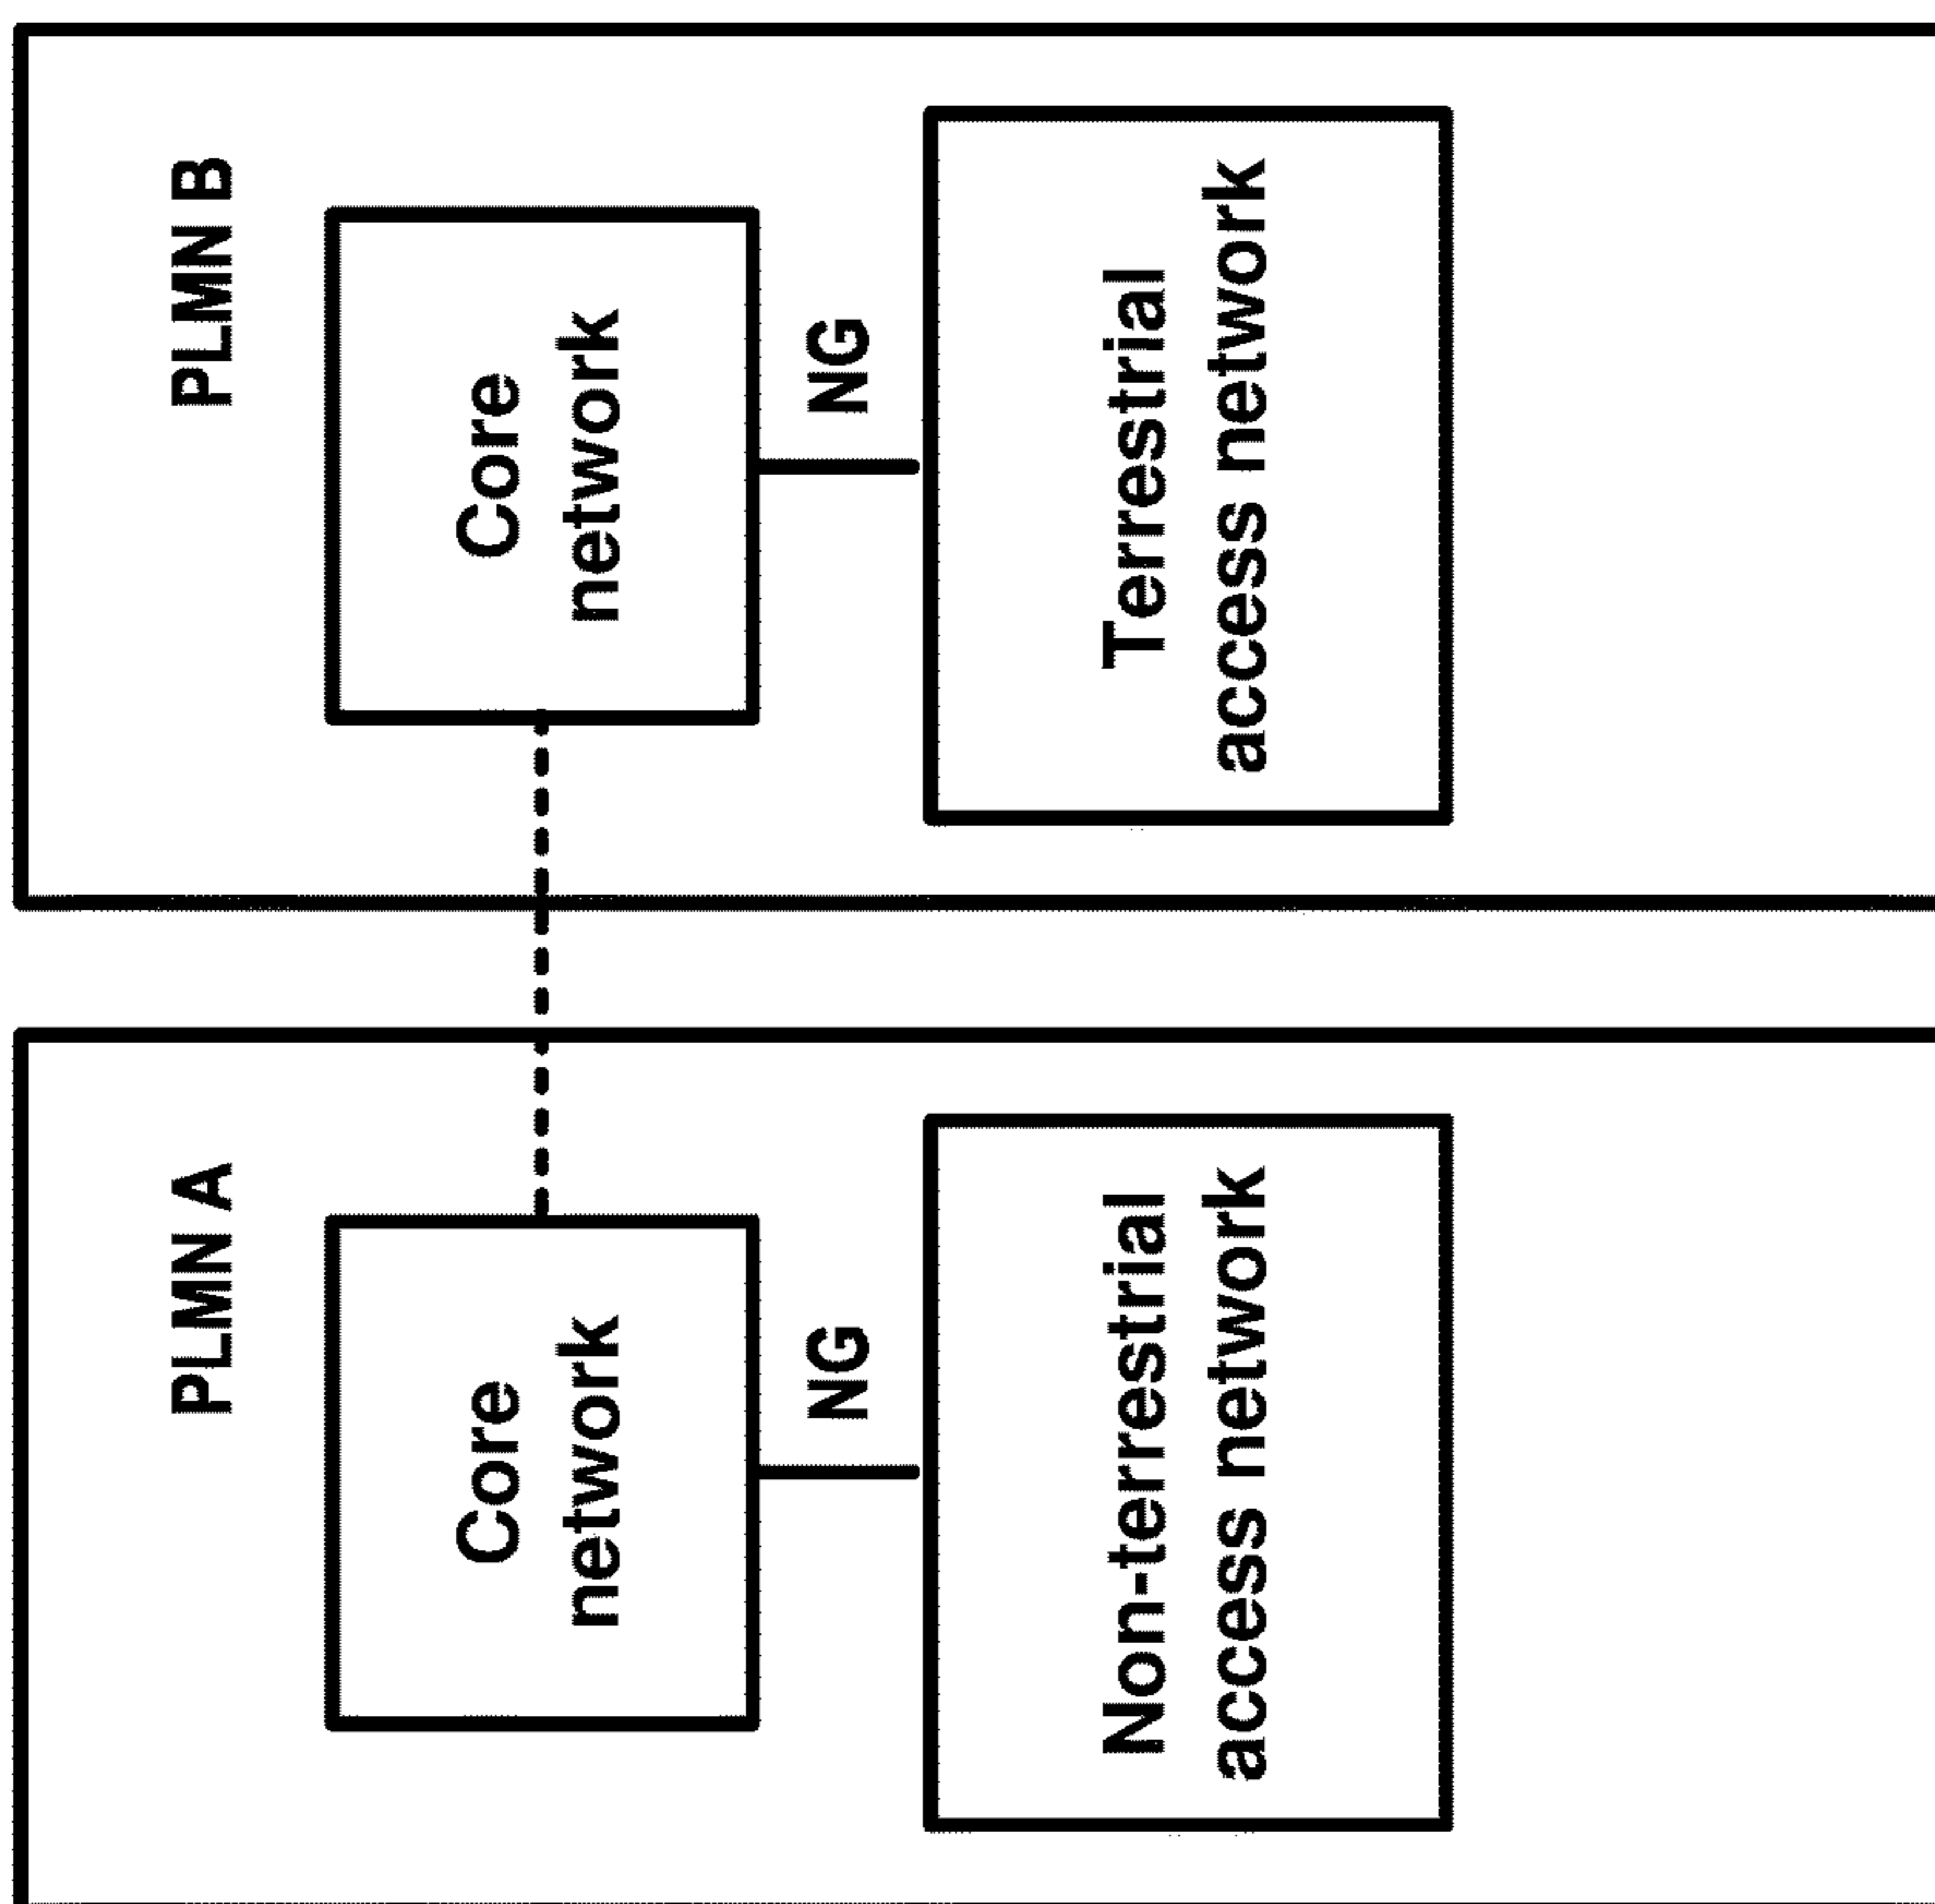 PLMN A
Core
network
NG
Non-terrestrial
access network
PLMN B
Core
network
NG
Terrestrial
access network